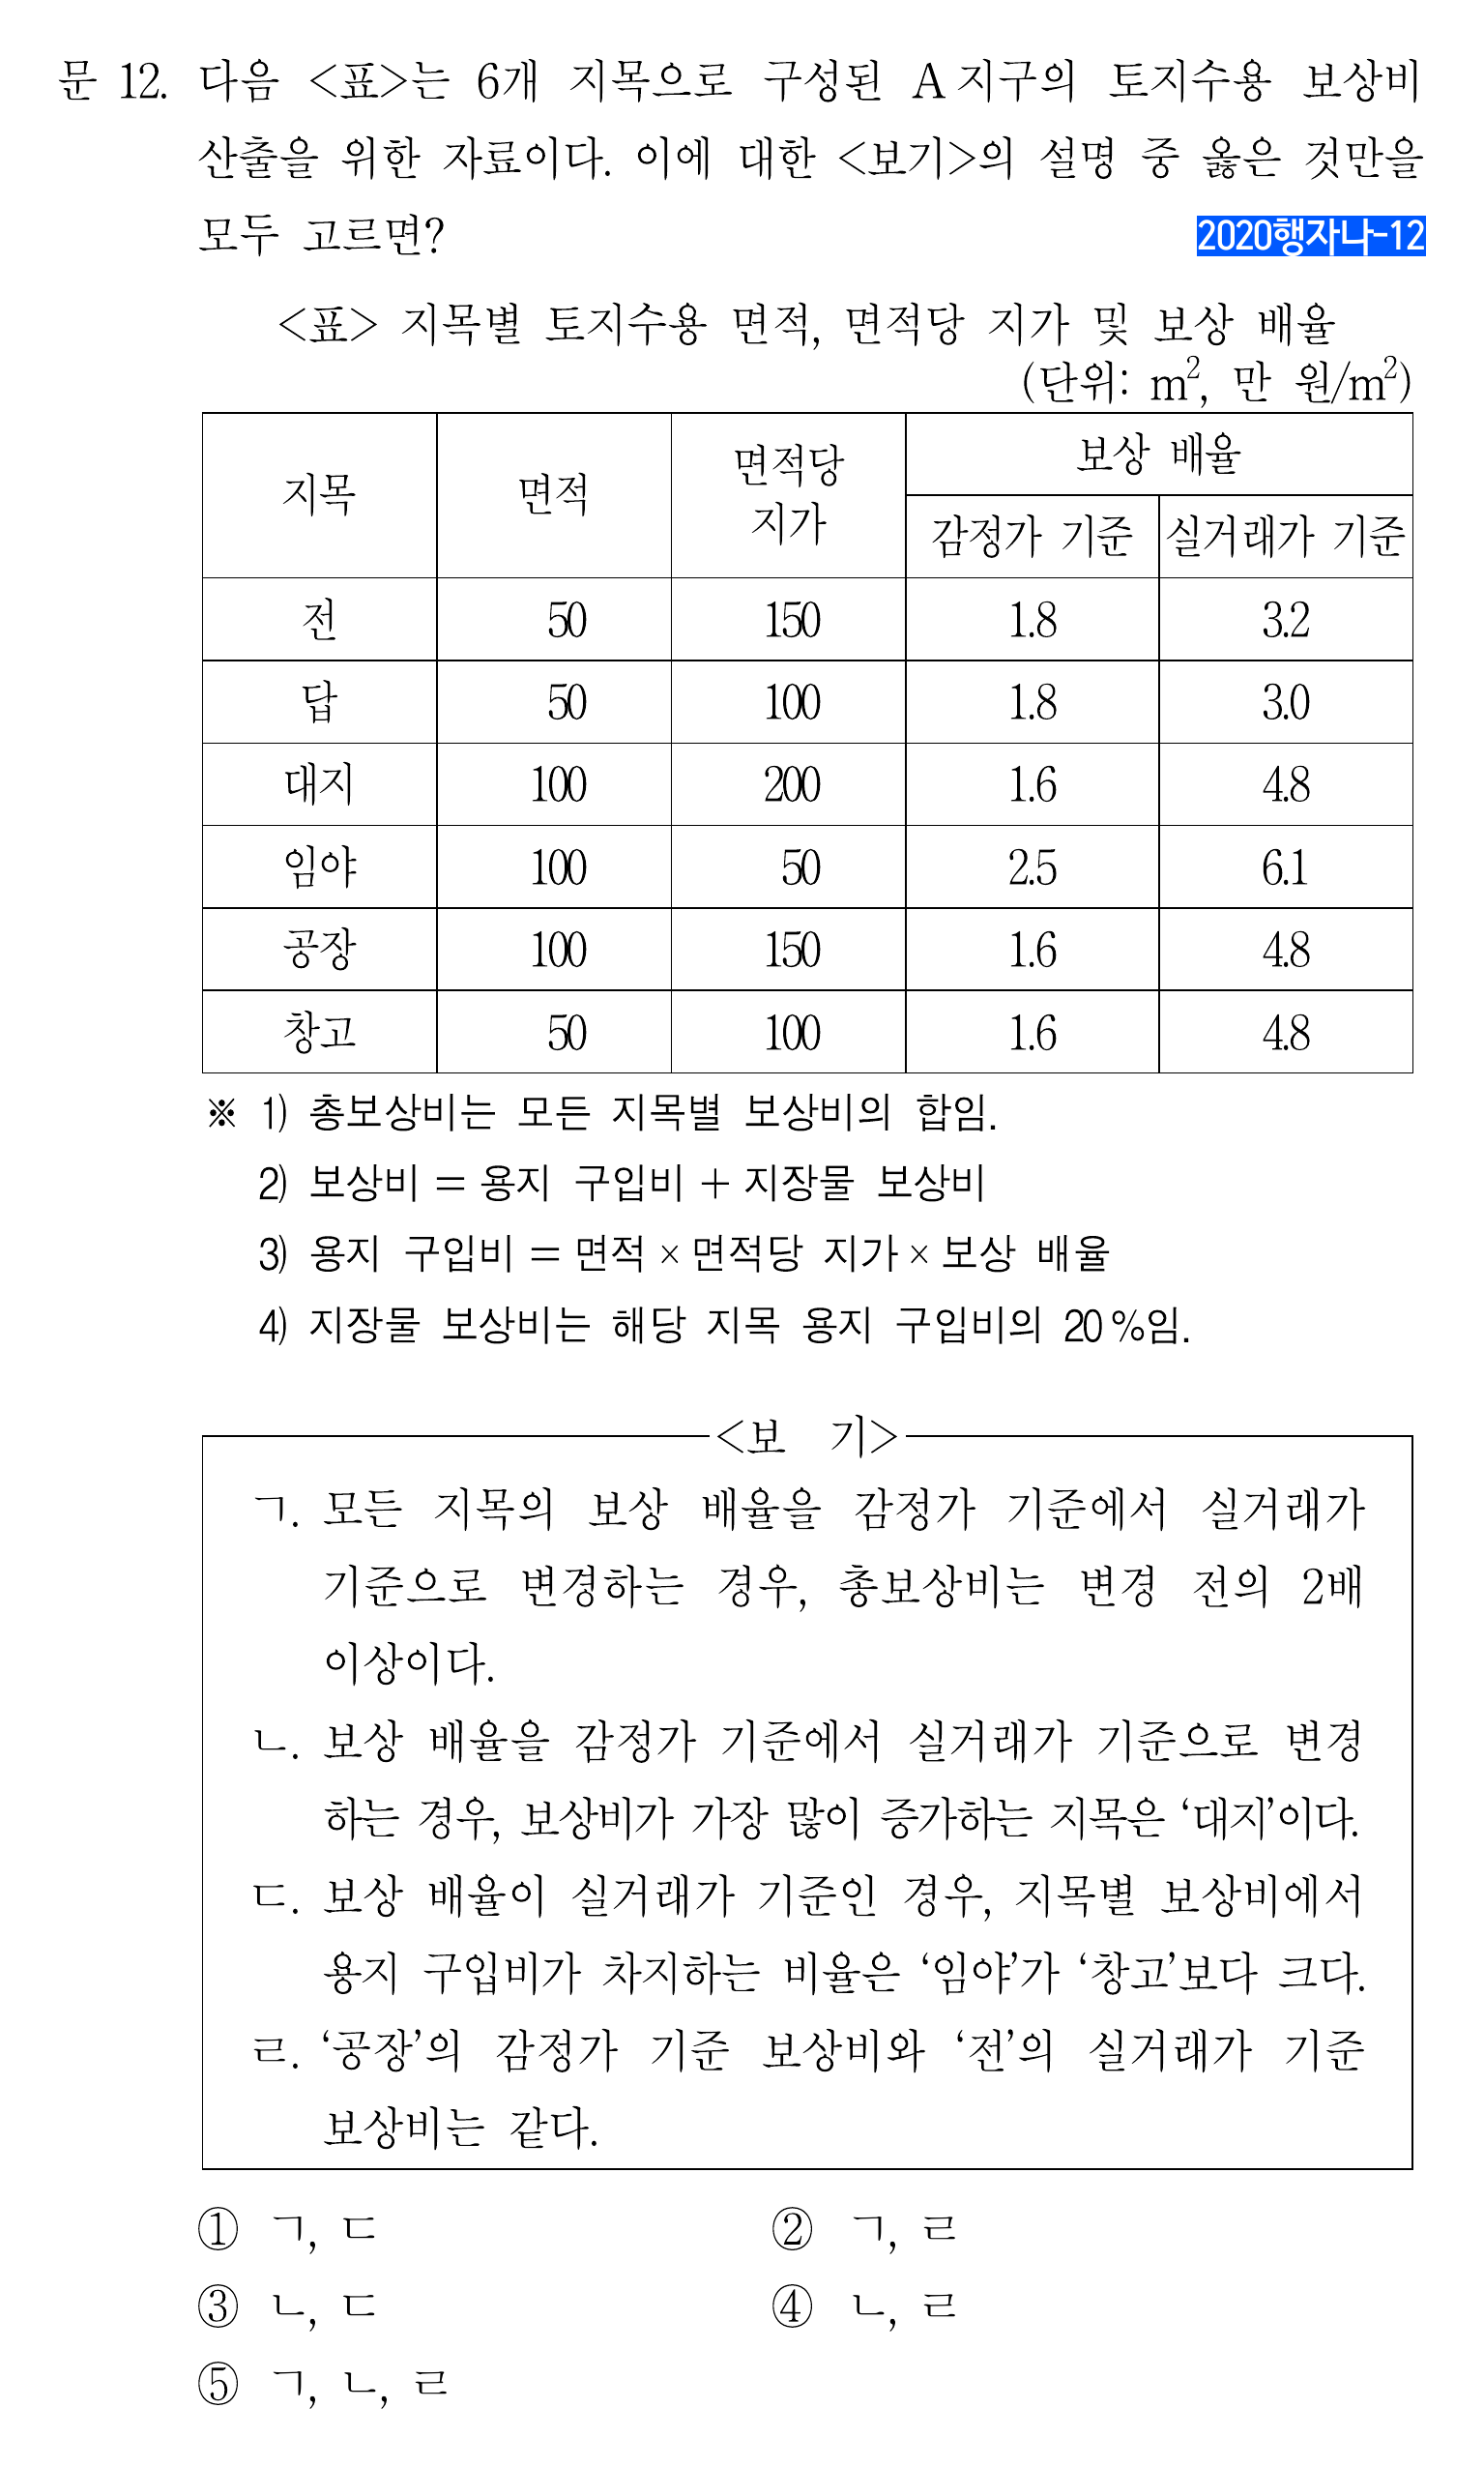 문 12. 다음 <표>는 6개 지목으로 구성된 A지구의 토지수용 보상비
산출을 위한 자료이다. 이에 대한 <보기>의 설명 중 옳은 것만을
모두 고르면?
2020행자나-12
<표> 지목별 토지수용 면적, 면적당 지가 및 보상 배율
(단위: m², 만 원/m²)
지목 면적 면적당 지가 보상 배율
감정가 기준 실거래가 기준
전 50 150 1.8 3.2
답 50 100 1.8 3.0
대지 100 200 1.6 4.8
임야 100 50 2.5 6.1
공장 100 150 1.6 4.8
창고 50 100 1.6 4.8
※ 1) 총보상비는 모든 지목별 보상비의 합임.
2) 보상비 = 용지 구입비 + 지장물 보상비
3) 용지 구입비 = 면적 × 면적당 지가 × 보상 배율
4) 지장물 보상비는 해당 지목 용지 구입비의 20%임.
<보 기>
ㄱ. 모든 지목의 보상 배율을 감정가 기준에서 실거래가
기준으로 변경하는 경우, 총보상비는 변경 전의 2배
이상이다.
ㄴ. 보상 배율을 감정가 기준에서 실거래가 기준으로 변경
하는 경우, 보상비가 가장 많이 증가하는 지목은 ‘대지’이다.
ㄷ. 보상 배율이 실거래가 기준인 경우, 지목별 보상비에서
용지 구입비가 차지하는 비율은 ‘임야’가 ‘창고’보다 크다.
ㄹ. ‘공장’의 감정가 기준 보상비와 ‘전’의 실거래가 기준
보상비는 같다.
① ㄱ, ㄷ ② ㄱ, ㄹ
③ ㄴ, ㄷ ④ ㄴ, ㄹ
⑤ ㄱ, ㄴ, ㄹ